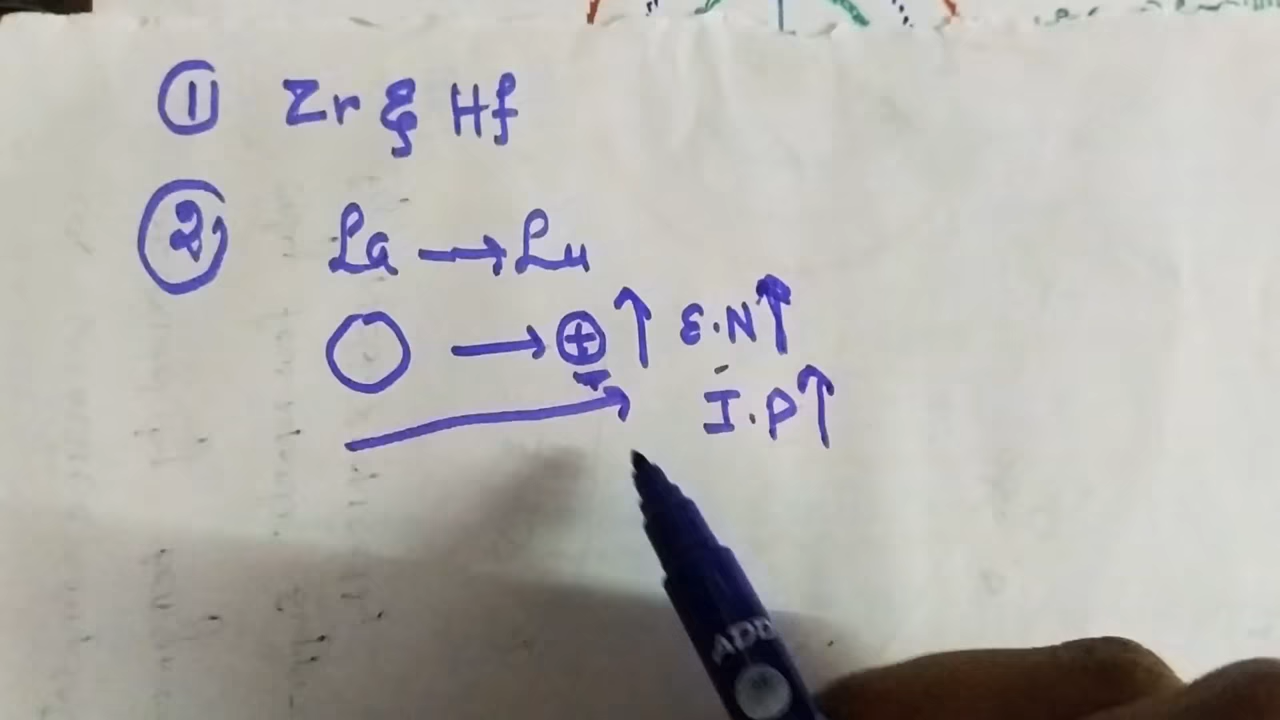 ① Zr & Hf
② La → Lu
○ → ⊕ ↑ E.N ↑
I.P ↑
ADD